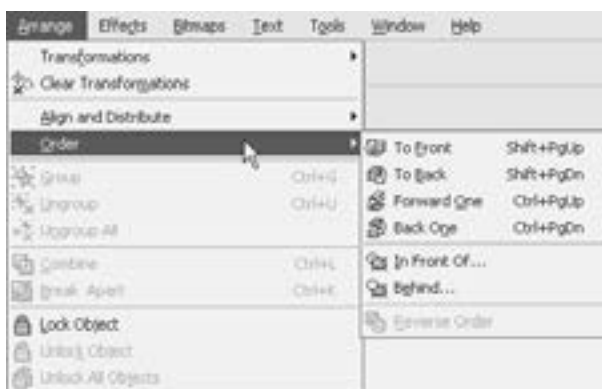 Arrange Effects Bitmaps Text Tools Window Help
Transformations
Clear Transformations
Align and Distribute
Order
Group Ctrl+G
Ungroup Ctrl+U
Ungroup All
Combine Ctrl+L
Break Apart Ctrl+K
Lock Object
Unlock Object
Unlock All Objects
To Front Shift+PgUp
To Back Shift+PgDn
Forward One Ctrl+PgUp
Back One Ctrl+PgDn
In Front Of...
Behind...
Reverse Order